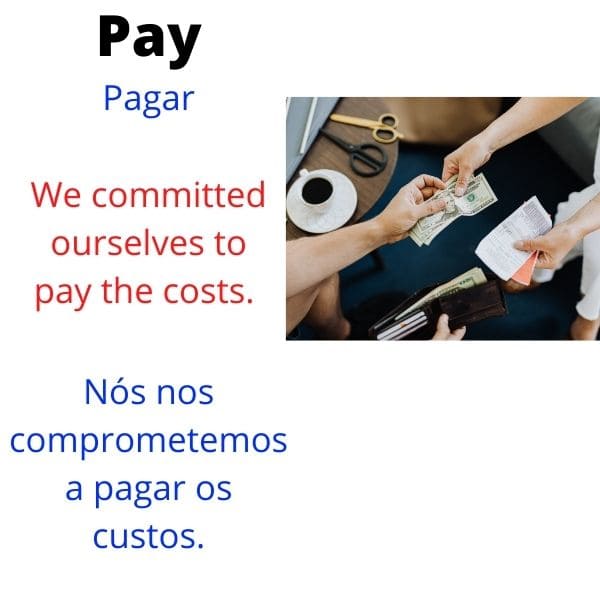 Pay
Pagar
We committed
ourselves to
pay the costs.
Nós nos
comprometemos
a pagar os
custos.